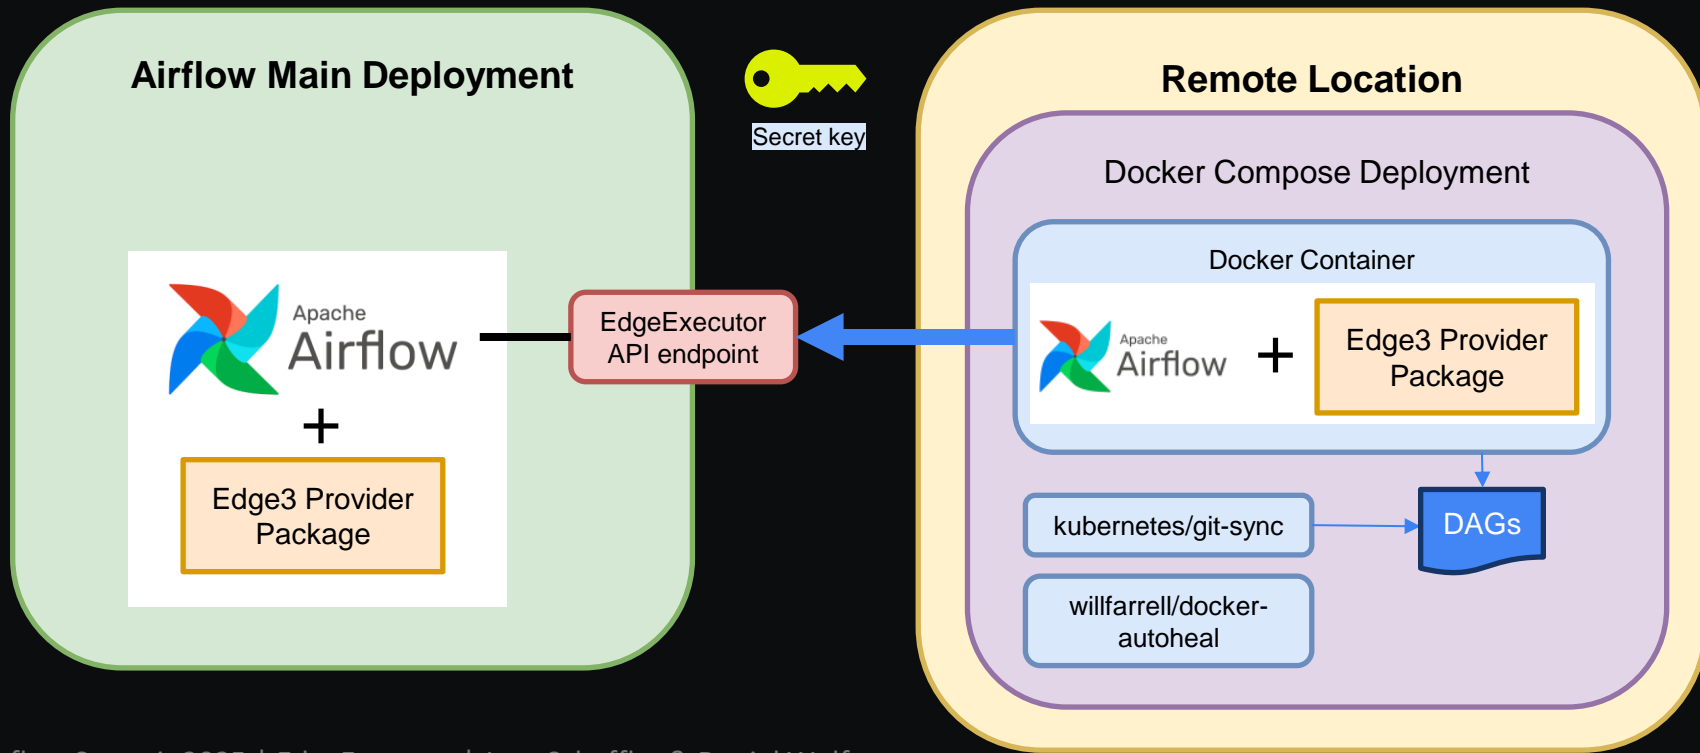 Airflow Main Deployment
Secret key
Remote Location
Docker Compose Deployment
Docker Container
Apache
Airflow
+
Edge3 Provider
Package
EdgeExecutor
API endpoint
Apache
Airflow
+
Edge3 Provider
Package
kubernetes/git-sync
DAGs
willfarrell/docker-
autoheal